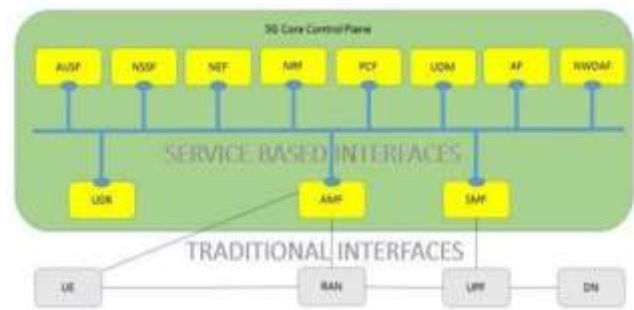 5G Core Control Plane
AUSF NSSF NEF NRF PCF UDM AF NWDAF
SERVICE BASED INTERFACES
UDR AMF SMF
TRADITIONAL INTERFACES
UE RAN UPF DN